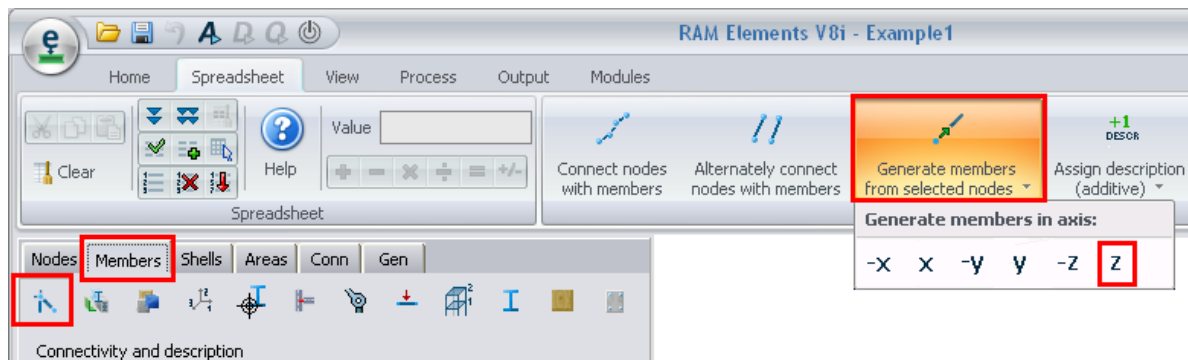 RAM Elements V8i - Example1
Home Spreadsheet View Process Output Modules
Clear
Help
Value
+/-
Spreadsheet
Connect nodes with members
Alternately connect nodes with members
Generate members from selected nodes
+1 DESCR
Assign description (additive)
Generate members in axis:
-x x -y y -z z
Nodes Members Shells Areas Conn Gen
Connectivity and description